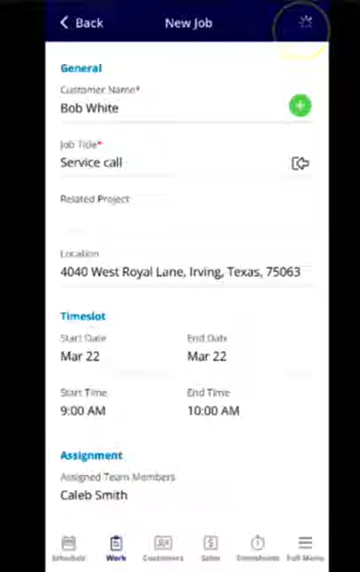 Back New Job
General
Customer Name*
Bob White
Job Title*
Service call
Related Project
Location
4040 West Royal Lane, Irving, Texas, 75063
Timeslot
Start Date End Date
Mar 22 Mar 22
Start Time End Time
9:00 AM 10:00 AM
Assignment
Assigned Team Members
Caleb Smith
Schedule Work Customers Sales Timesheets Full Menu